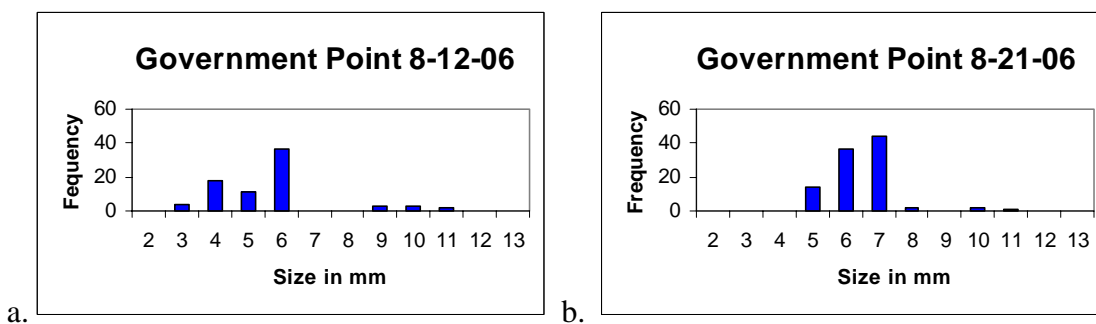 Government Point 8-12-06
60
40
20
0
Fequency
2 3 4 5 6 7 8 9 10 11 12 13
Size in mm
a.
Government Point 8-21-06
60
40
20
0
Frequency
2 3 4 5 6 7 8 9 10 11 12 13
Size in mm
b.